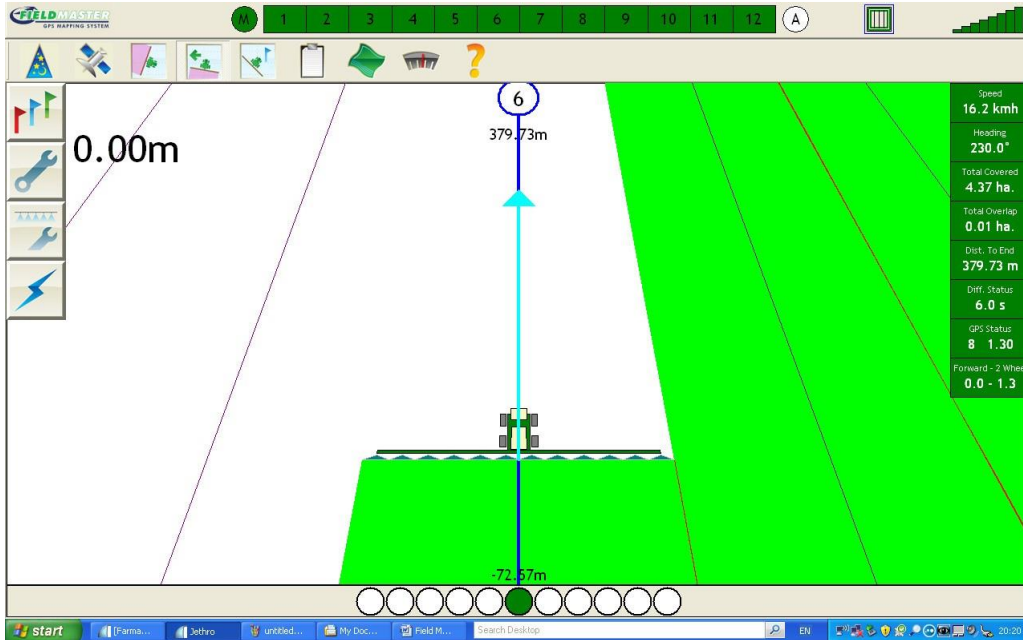 FIELDMASTER
GPS MAPPING SYSTEM
M 1 2 3 4 5 6 7 8 9 10 11 12 A
?
6
379.73m
0.00m
-72.57m
Speed
16.2 kmh
Heading
230.0°
Total Covered
4.37 ha.
Total Overlap
0.01 ha.
Dist. To End
379.73 m
Diff. Status
6.0 s
GPS Status
8 1.30
Forward - 2 Whee
0.0 - 1.3
start [Farma... Jethro untitled... My Doc... Field M... Search Desktop EN 20:20